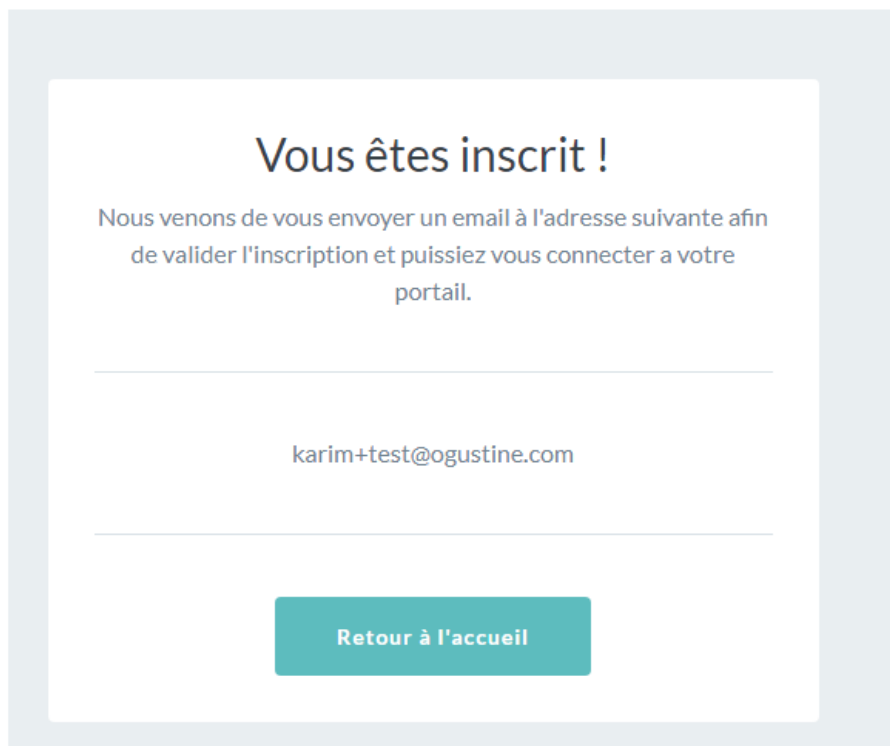 Vous êtes inscrit !
Nous venons de vous envoyer un email à l'adresse suivante afin
de valider l'inscription et puissiez vous connecter a votre
portail.
karim+test@ogustine.com
Retour à l'accueil